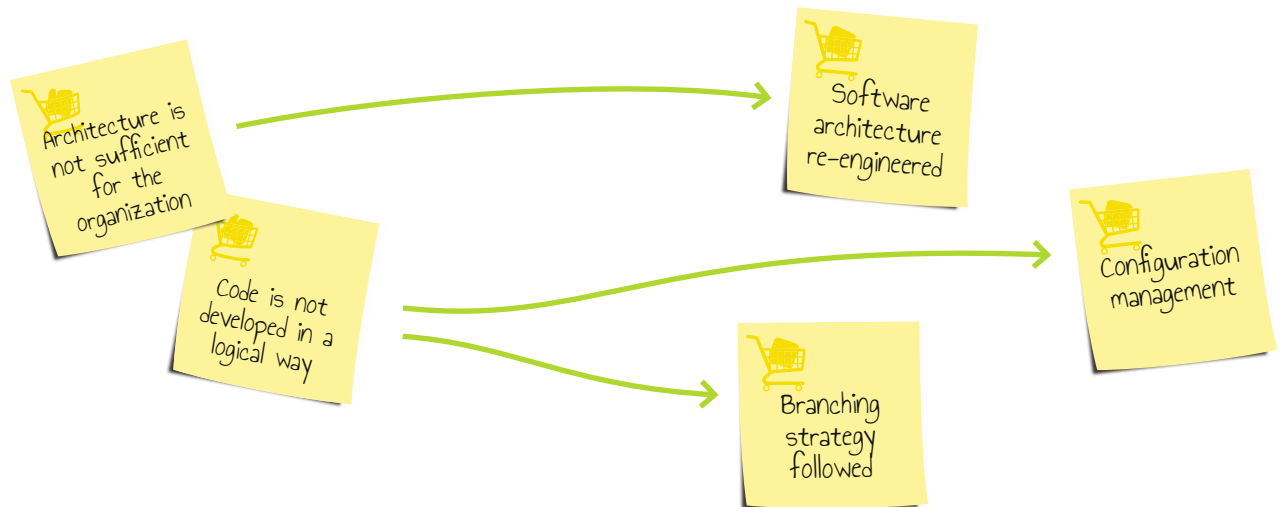 Architecture is
not sufficient
for the
organization
Code is not
developed in a
logical way
Software
architecture
re-engineered
Configuration
management
Branching
strategy
followed